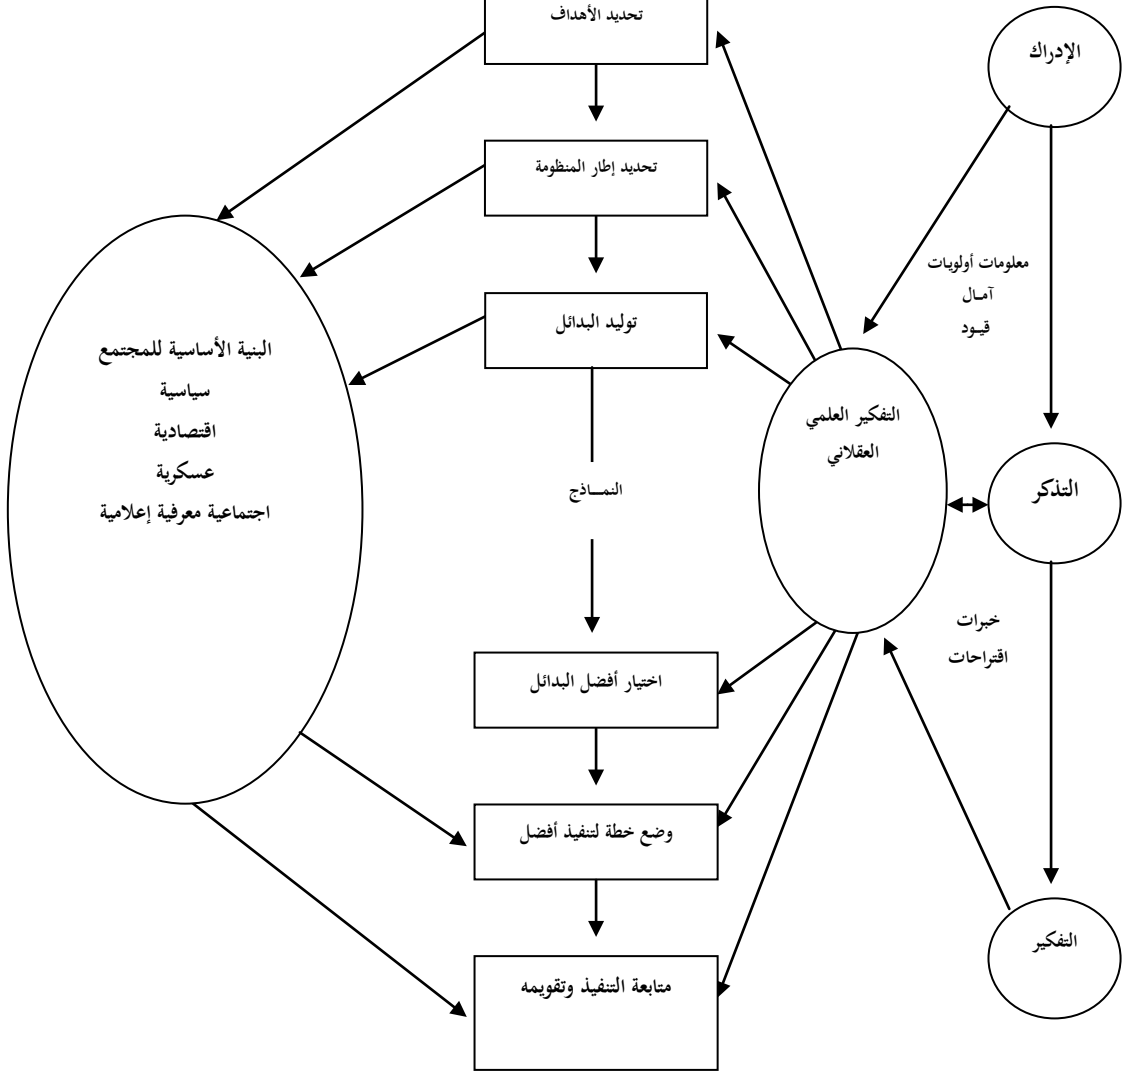 تحديد الأهداف
الإدراك
تحديد إطار المنظومة
معلومات أولويات
آمـال
قيـود
توليد البدائل
البنية الأساسية للمجتمع
سياسية
اقتصادية
عسكرية
اجتماعية معرفية إعلامية
التفكير العلمي
العقلاني
النمـــاذج
التذكر
خبرات
اقتراحات
اختيار أفضل البدائل
وضع خطة لتنفيذ أفضل
التفكير
متابعة التنفيذ وتقويمه